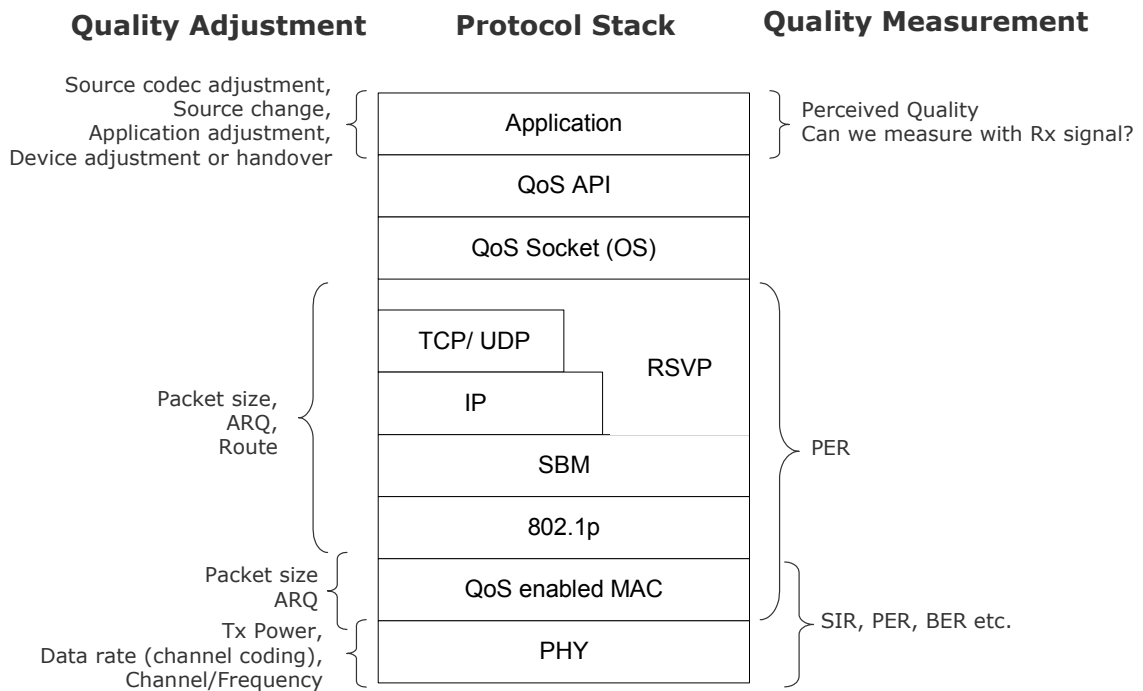 Quality Adjustment
Protocol Stack
Quality Measurement
Source codec adjustment,
Source change,
Application adjustment,
Device adjustment or handover
Application
Perceived Quality
Can we measure with Rx signal?
QoS API
QoS Socket (OS)
TCP/ UDP
RSVP
IP
Packet size,
ARQ,
Route
SBM
PER
802.1p
Packet size
ARQ
QoS enabled MAC
SIR, PER, BER etc.
Tx Power,
Data rate (channel coding),
Channel/Frequency
PHY